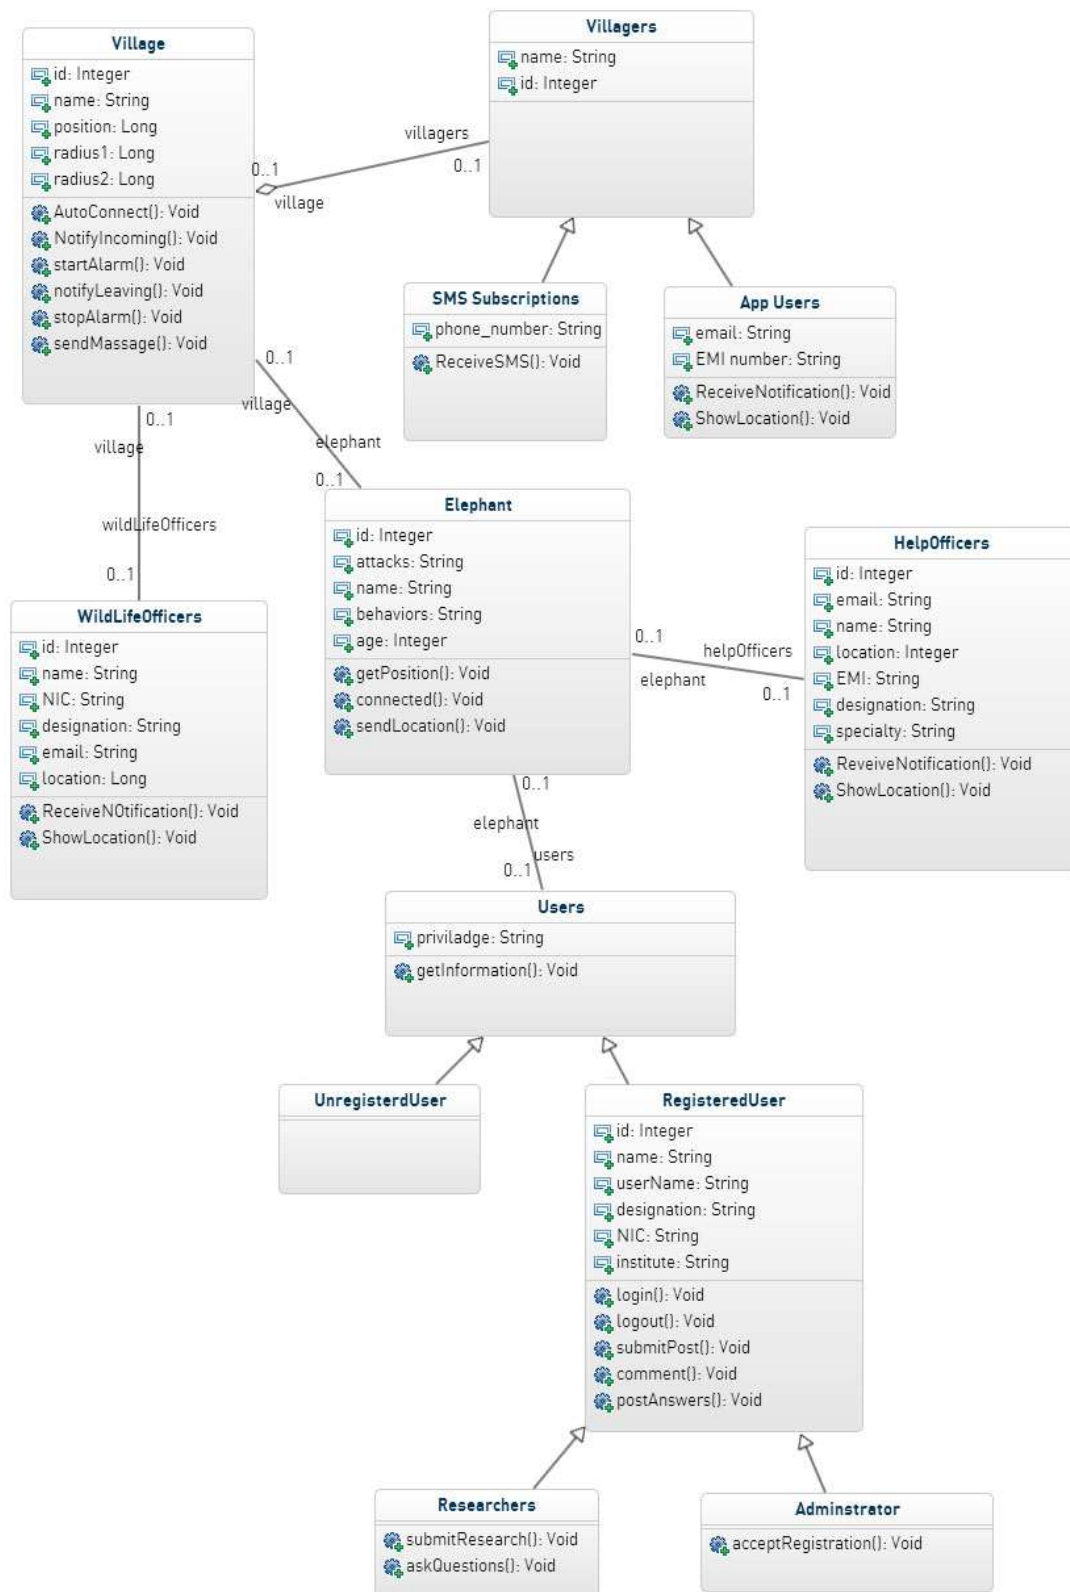 Village
id: Integer
name: String
position: Long
radius1: Long
radius2: Long
AutoConnect(): Void
NotifyIncoming(): Void
startAlarm(): Void
notifyLeaving(): Void
stopAlarm(): Void
sendMassage(): Void
Villagers
name: String
id: Integer
villagers
0..1
0..1
village
SMS Subscriptions
phone_number: String
ReceiveSMS(): Void
App Users
email: String
EMI number: String
ReceiveNotification(): Void
ShowLocation(): Void
0..1
village
elephant
0..1
0..1
village
wildLifeOfficers
0..1
WildLifeOfficers
id: Integer
name: String
NIC: String
designation: String
email: String
location: Long
ReceiveNOtification(): Void
ShowLocation(): Void
Elephant
id: Integer
attacks: String
name: String
behaviors: String
age: Integer
getPosition(): Void
connected(): Void
sendLocation(): Void
0..1
helpOfficers
elephant
0..1
HelpOfficers
id: Integer
email: String
name: String
location: Integer
EMI: String
designation: String
specialty: String
ReveiveNotification(): Void
ShowLocation(): Void
0..1
elephant
users
0..1
Users
priviladge: String
getInformation(): Void
UnregisterdUser
RegisteredUser
id: Integer
name: String
userName: String
designation: String
NIC: String
institute: String
login(): Void
logout(): Void
submitPost(): Void
comment(): Void
postAnswers(): Void
Researchers
submitResearch(): Void
askQuestions(): Void
Adminstrator
acceptRegistration(): Void